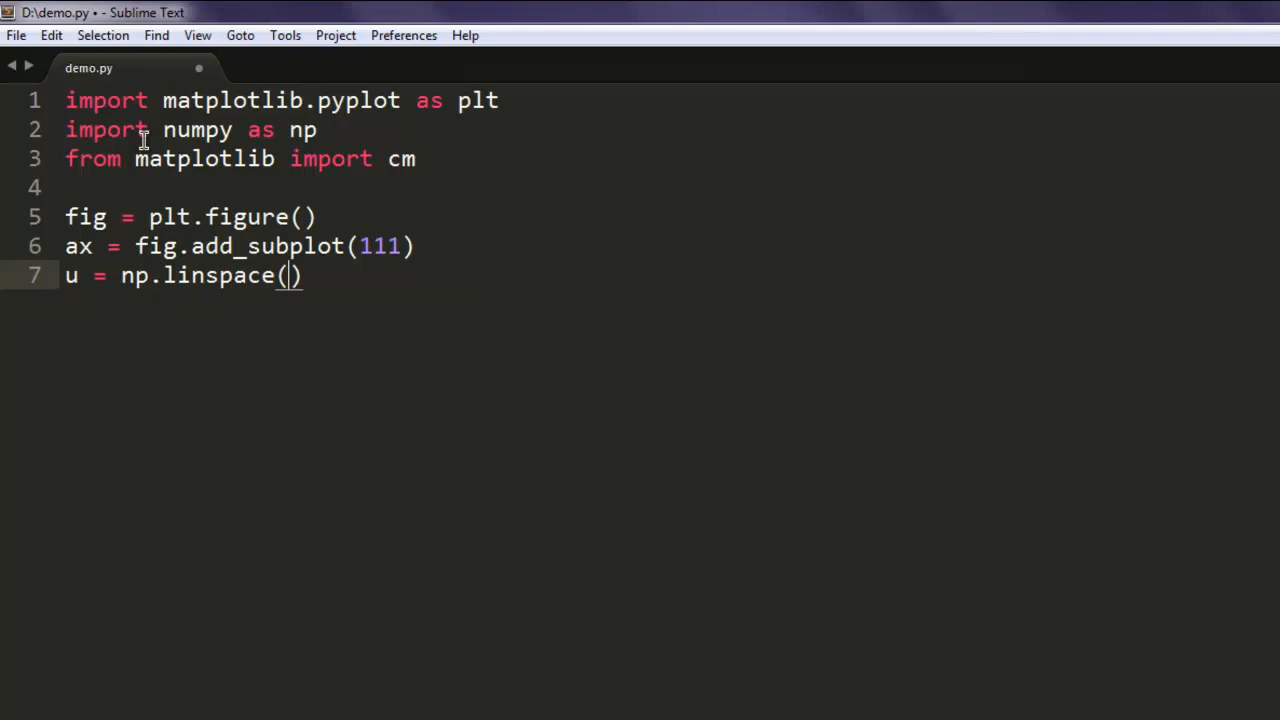 D:\demo.py • - Sublime Text
File Edit Selection Find View Goto Tools Project Preferences Help
demo.py
1 import matplotlib.pyplot as plt
2 import numpy as np
3 from matplotlib import cm
4
5 fig = plt.figure()
6 ax = fig.add_subplot(111)
7 u = np.linspace()